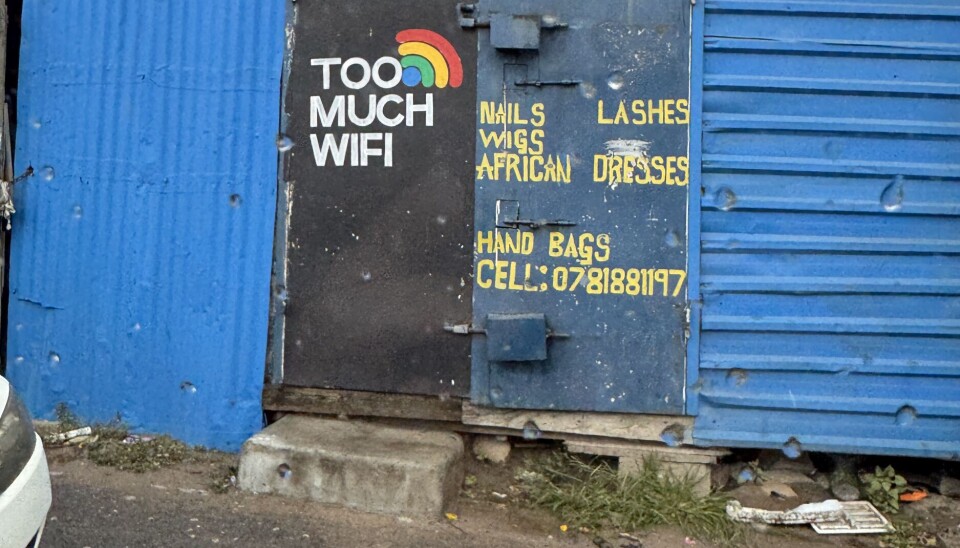 TOO
MUCH
WIFI
NAILS LASHES
WIGS
AFRICAN DRESSES
HAND BAGS
CELL: 0781881197